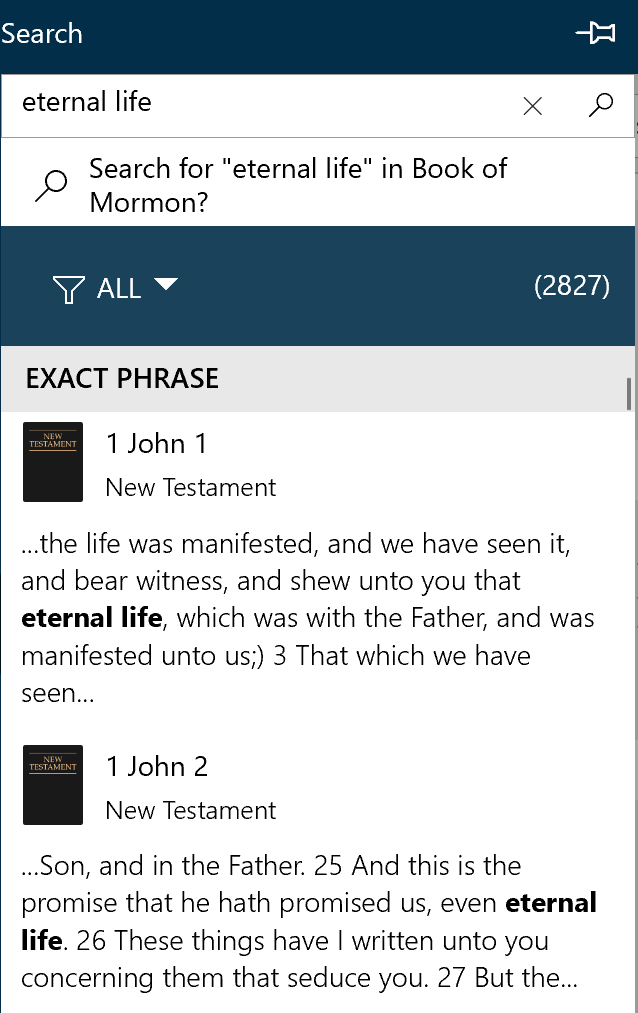 Search
eternal life
Search for "eternal life" in Book of
Mormon?
ALL
(2827)
EXACT PHRASE
NEW
TESTAMENT
1 John 1
New Testament
...the life was manifested, and we have seen it,
and bear witness, and shew unto you that
eternal life, which was with the Father, and was
manifested unto us;) 3 That which we have
seen...
NEW
TESTAMENT
1 John 2
New Testament
...Son, and in the Father. 25 And this is the
promise that he hath promised us, even eternal
life. 26 These things have I written unto you
concerning them that seduce you. 27 But the...